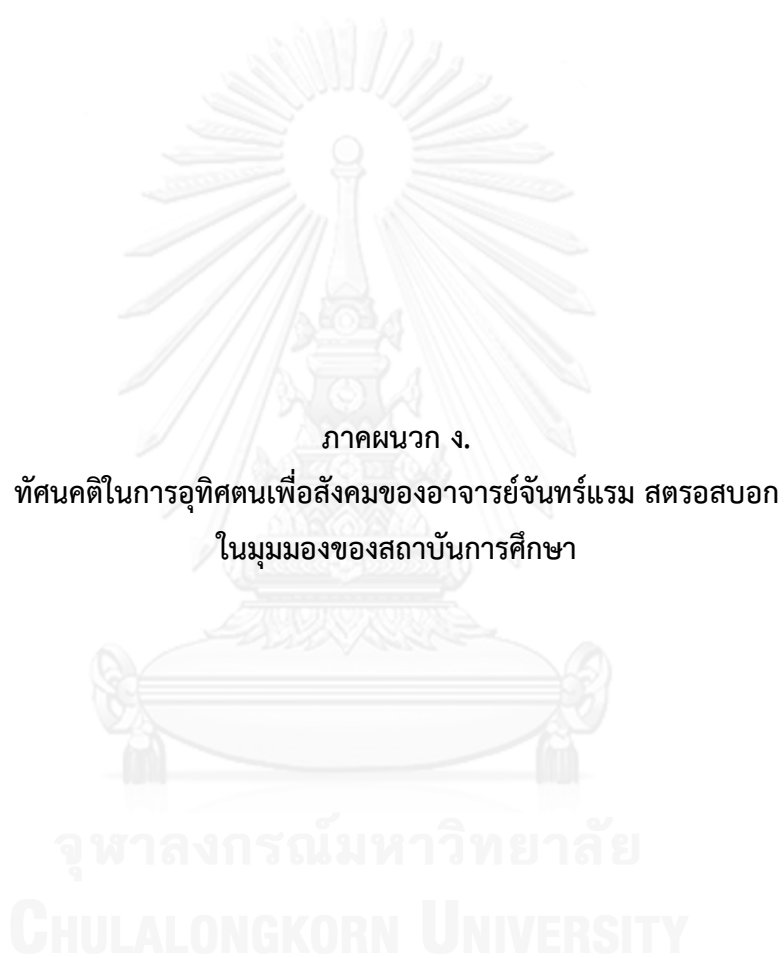 ภาคผนวก ง.
ทัศนคติในการอุทิศตนเพื่อสังคมของอาจารย์จันทร์แรม สตรอสบอก
ในมุมมองของสถาบันการศึกษา
จุฬาลงกรณ์มหาวิทยาลัย
CHULALONGKORN UNIVERSITY